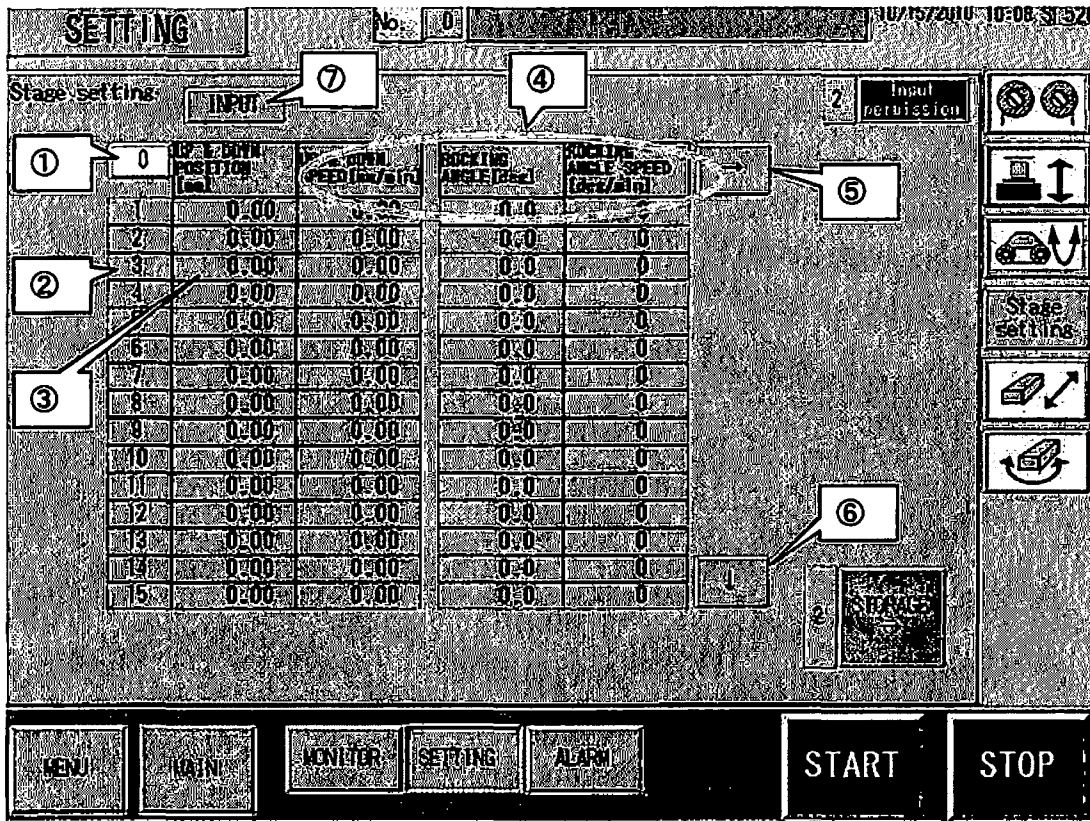 SETTING No. 0 10/15/2010 10:08
Stage setting INPUT ⑦ ④ 2 Input permission
① 0 UP & DOWN POSITION [mm] UP & DOWN SPEED[mm/min] ROCKING ANGLE[deg] ROCKING ANGLE SPEED [deg/min] → ⑤
1 0.00 0.00 0.0 0
2 0.00 0.00 0.0 0
② 3 0.00 0.00 0.0 0
4 0.00 0.00 0.0 0
5 0.00 0.00 0.0 0
6 0.00 0.00 0.0 0
③ 7 0.00 0.00 0.0 0
8 0.00 0.00 0.0 0
9 0.00 0.00 0.0 0
10 0.00 0.00 0.0 0
11 0.00 0.00 0.0 0
12 0.00 0.00 0.0 0
⑥
13 0.00 0.00 0.0 0
14 0.00 0.00 0.0 0
15 0.00 0.00 0.0 0
↓
2 STORAGE
Stage setting
MENU MAIN MONITOR SETTING ALARM START STOP